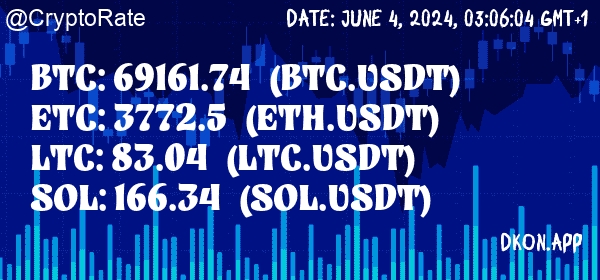 @CryptoRate
DATE: JUNE 4, 2024, 03:06:04 GMT+1
BTC: 69161.74 (BTC.USDT)
ETC: 3772.5 (ETH.USDT)
LTC: 83.04 (LTC.USDT)
SOL: 166.34 (SOL.USDT)
DKON.APP